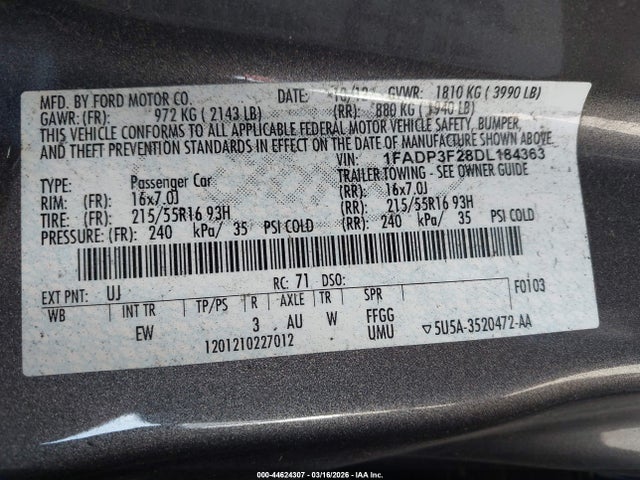 MFD. BY FORD MOTOR CO. DATE: 10/12 GVWR: 1810 KG ( 3990 LB)
GAWR: (FR): 972 KG ( 2143 LB) (RR): 880 KG ( 1940 LB)
THIS VEHICLE CONFORMS TO ALL APPLICABLE FEDERAL MOTOR VEHICLE SAFETY, BUMPER,
AND THEFT PREVENTION STANDARDS IN EFFECT ON THE DATE OF MANUFACTURE SHOWN ABOVE.
VIN: 1FADP3F28DL184363
TYPE: Passenger Car TRAILER TOWING - SEE OWNER GUIDE
RIM: (FR): 16x7.0J (RR): 16x7.0J
TIRE: (FR): 215/55R16 93H (RR): 215/55R16 93H
PRESSURE: (FR): 240 kPa/ 35 PSI COLD (RR): 240 kPa/ 35 PSI COLD
EXT PNT: UJ RC: 71 DSO: F0103
WB INT TR TP/PS R AXLE TR SPR
EW 3 AU W FFGG
UMU
1201210227012 ▽5U5A-3520472-AA
000-44624307 - 03/16/2026 - IAAI - IAA Inc.